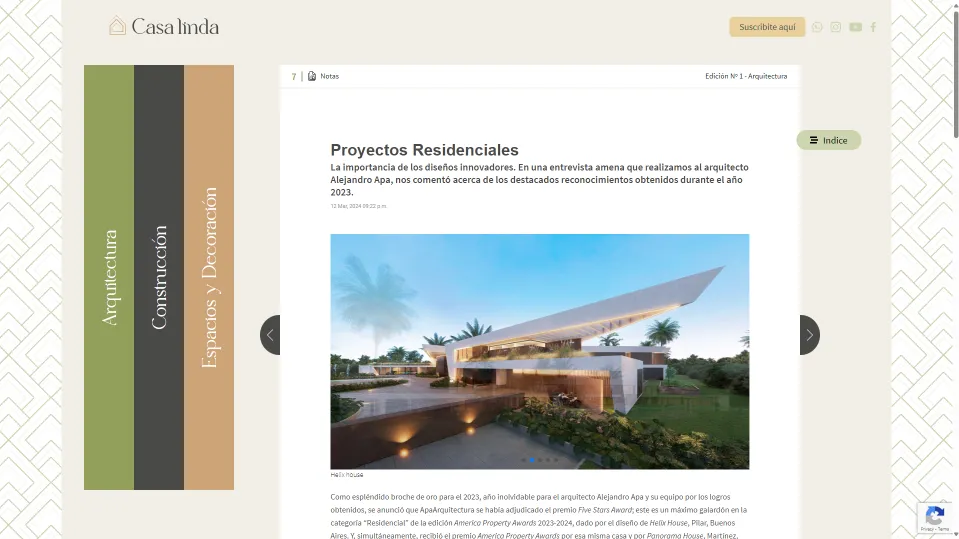 Casa linda
Suscribite aquí
Arquitectura
Construcción
Espacios y Decoración
7 | Notas
Edición Nº 1 - Arquitectura
Indice
Proyectos Residenciales
La importancia de los diseños innovadores. En una entrevista amena que realizamos al arquitecto
Alejandro Apa, nos comentó acerca de los destacados reconocimientos obtenidos durante el año
2023.
12 Mar, 2024 09:22 p.m.
Helix house
Como espléndido broche de oro para el 2023, año inolvidable para el arquitecto Alejandro Apa y su equipo por los logros
obtenidos, se anunció que ApaArquitectura se había adjudicado el premio Five Stars Award; este es un máximo galardón en la
categoría "Residencial" de la edición America Property Awards 2023-2024, dado por el diseño de Helix House, Pilar, Buenos
Aires. Y, simultáneamente, recibió el premio America Property Awards por esa misma casa y por Panorama House, Martínez,
Privacy - Terms